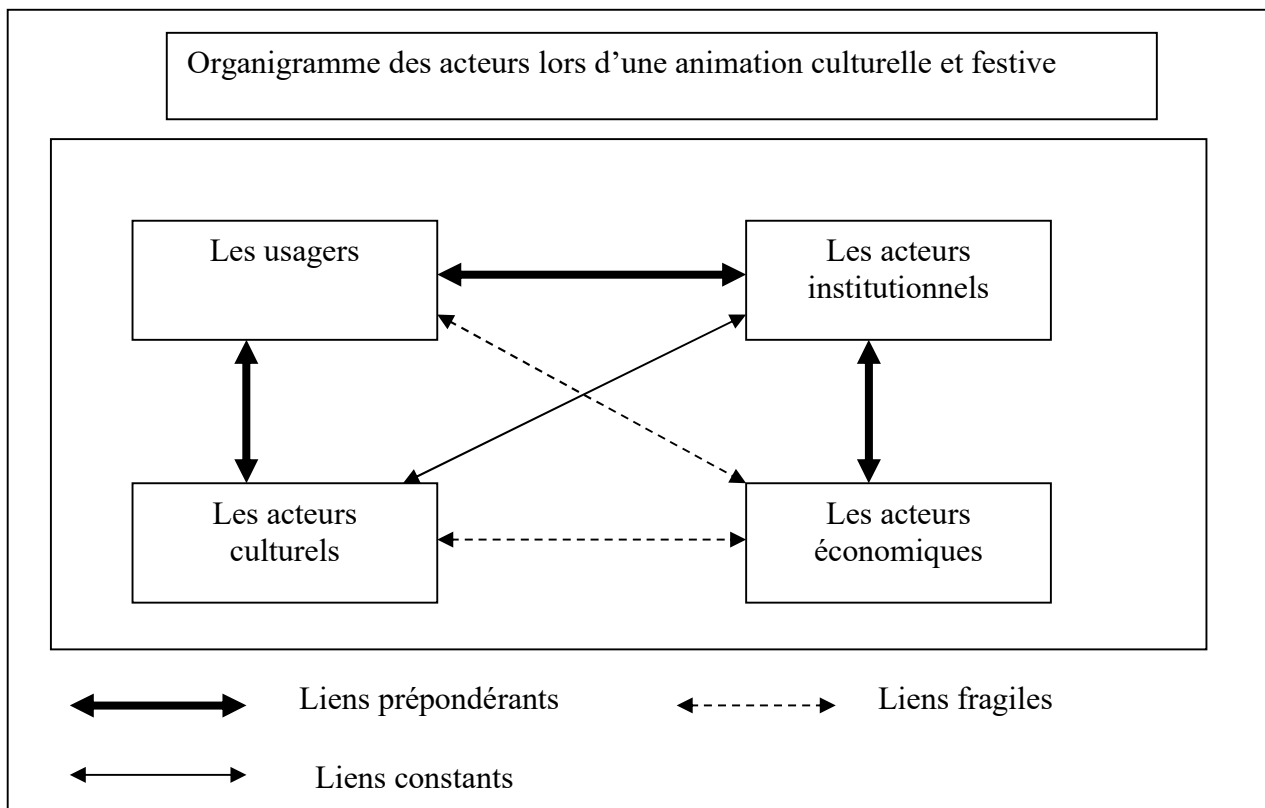 Organigramme des acteurs lors d’une animation culturelle et festive
Les usagers
Les acteurs
institutionnels
Les acteurs
culturels
Les acteurs
économiques
Liens prépondérants
Liens fragiles
Liens constants